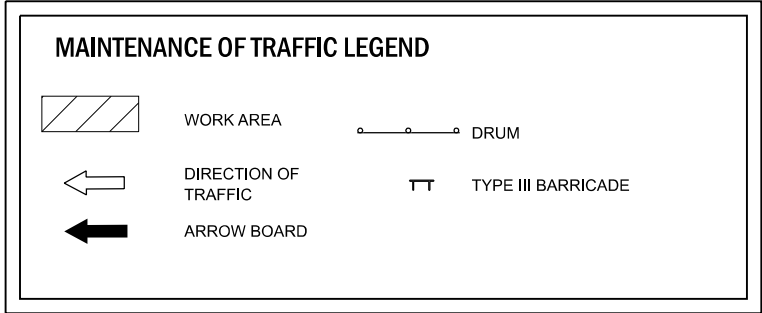 MAINTENANCE OF TRAFFIC LEGEND
WORK AREA
DRUM
DIRECTION OF
TRAFFIC
TYPE III BARRICADE
ARROW BOARD